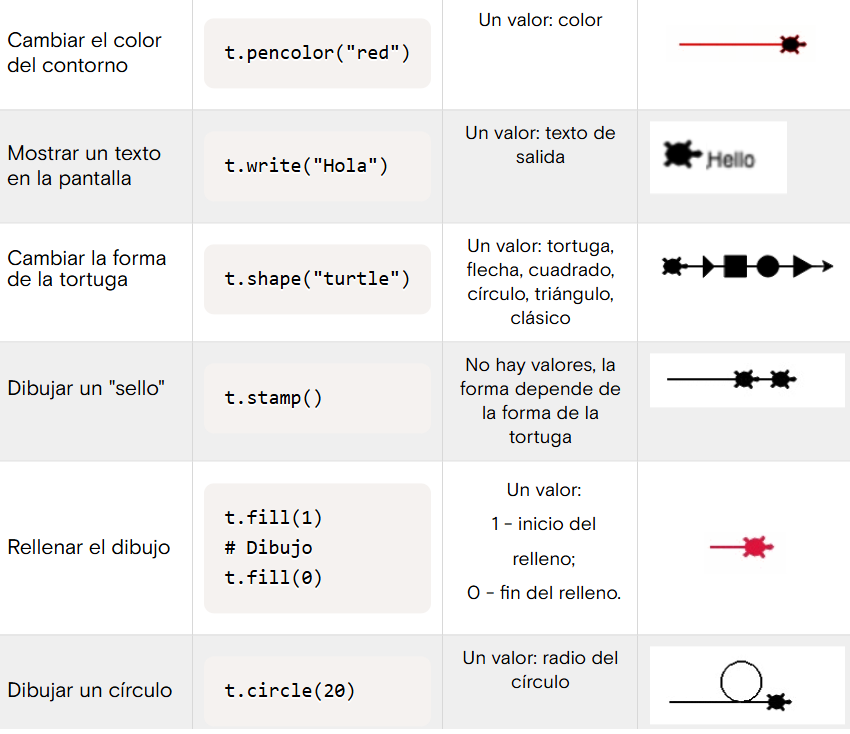 Cambiar el color
del contorno
t.pencolor("red")
Un valor: color
Mostrar un texto
en la pantalla
t.write("Hola")
Un valor: texto de
salida
Hello
Cambiar la forma
de la tortuga
t.shape("turtle")
Un valor: tortuga,
flecha, cuadrado,
círculo, triángulo,
clásico
Dibujar un "sello"
t.stamp()
No hay valores, la
forma depende de
la forma de la
tortuga
Rellenar el dibujo
t.fill(1)
# Dibujo
t.fill(0)
Un valor:
1 - inicio del
relleno;
0 - fin del relleno.
Dibujar un círculo
t.circle(20)
Un valor: radio del
círculo